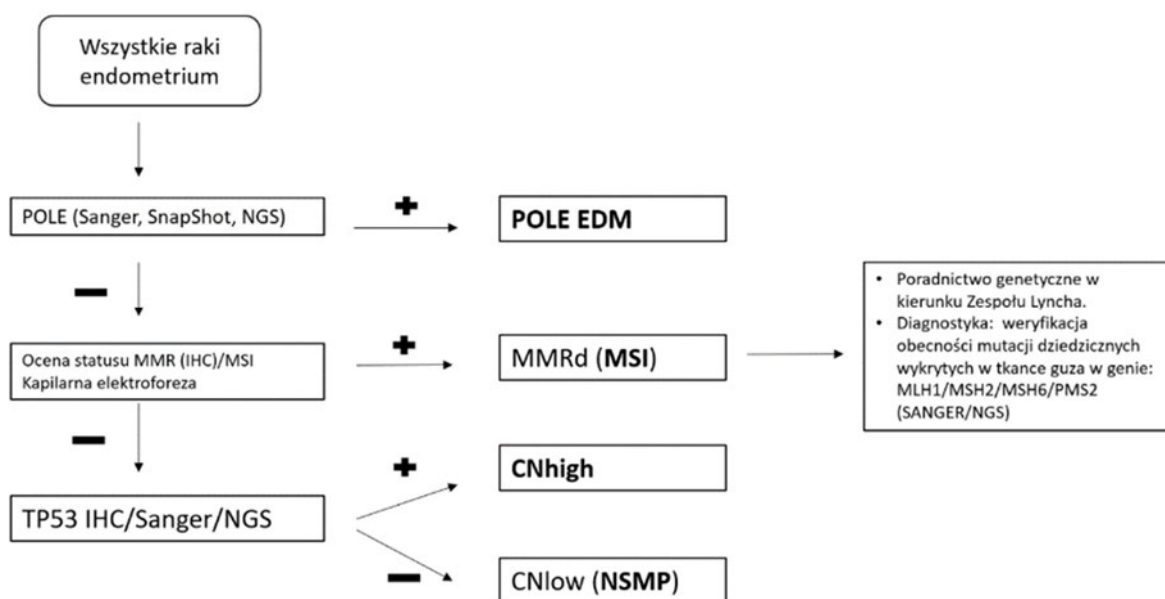 Wszystkie raki
endometrium
POLE (Sanger, SnapShot, NGS)
+
POLE EDM
−
Ocena statusu MMR (IHC)/MSI
Kapilarna elektroforeza
+
MMRd (MSI)
• Poradnictwo genetyczne w
kierunku Zespołu Lyncha.
• Diagnostyka: weryfikacja
obecności mutacji dziedzicznych
wykrytych w tkance guza w genie:
MLH1/MSH2/MSH6/PMS2
(SANGER/NGS)
−
TP53 IHC/Sanger/NGS
+
CNhigh
−
CNlow (NSMP)